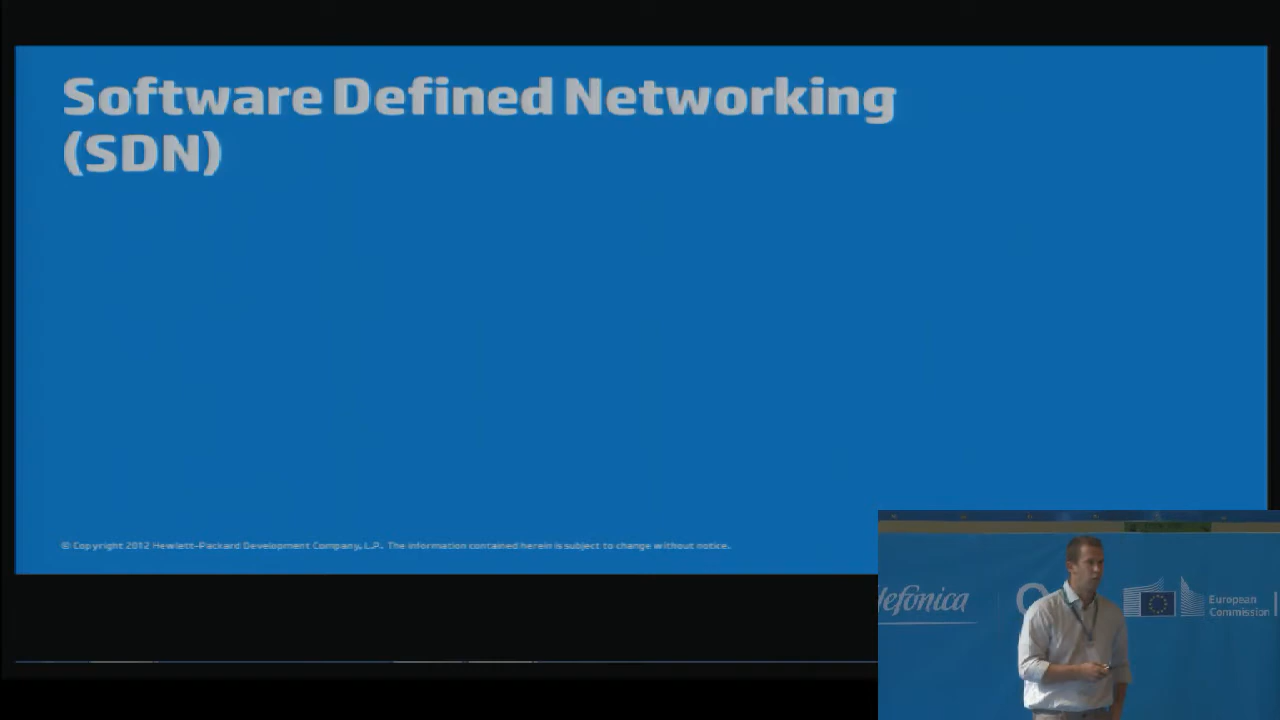 Software Defined Networking
(SDN)
© Copyright 2012 Hewlett-Packard Development Company, L.P. The information contained herein is subject to change without notice.
European
Commission